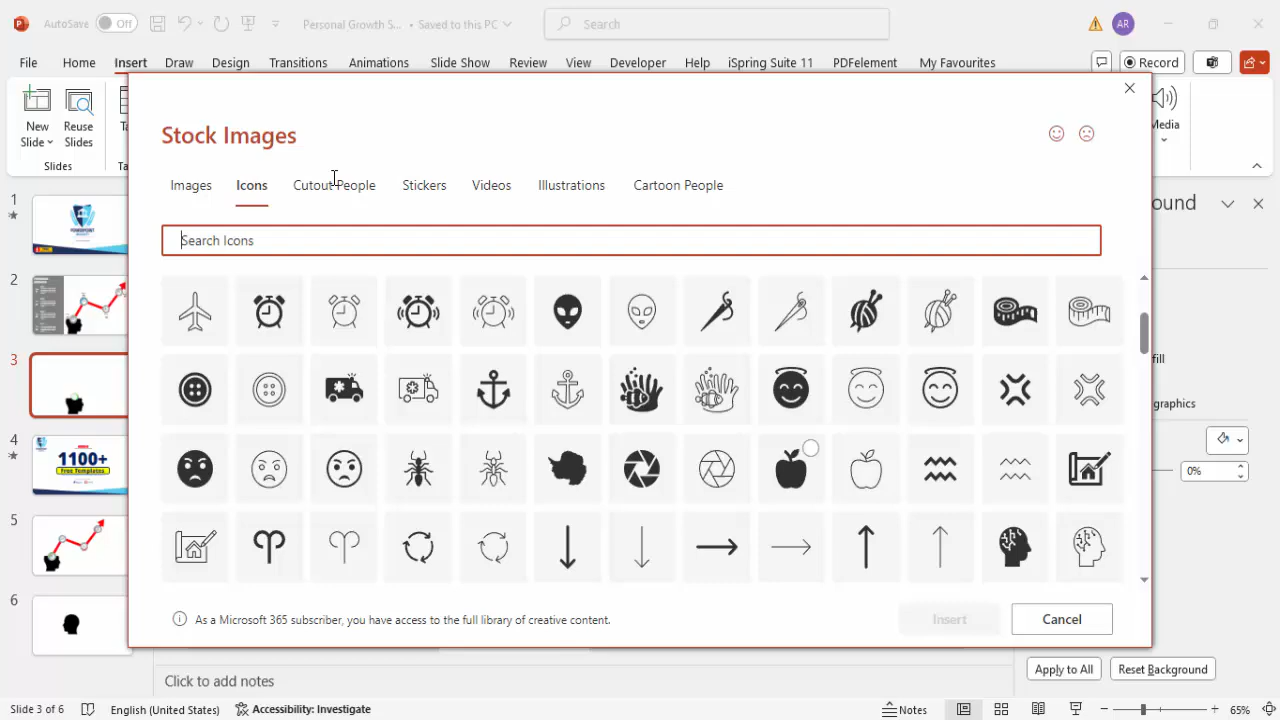 AutoSave Off Personal Growth S... • Saved to this PC Search AR
File Home Insert Draw Design Transitions Animations Slide Show Review View Developer Help iSpring Suite 11 PDFelement My Favourites Record
New Slide
Reuse Slides
Ta
Media
Slides
Stock Images
Images Icons Cutout People Stickers Videos Illustrations Cartoon People
Search Icons
ound
fill
graphics
0%
1
2
3
4
1100+
Free Templates
5
6
As a Microsoft 365 subscriber, you have access to the full library of creative content.
Insert Cancel
Click to add notes
Apply to All Reset Background
Slide 3 of 6 English (United States) Accessibility: Investigate Notes 65%